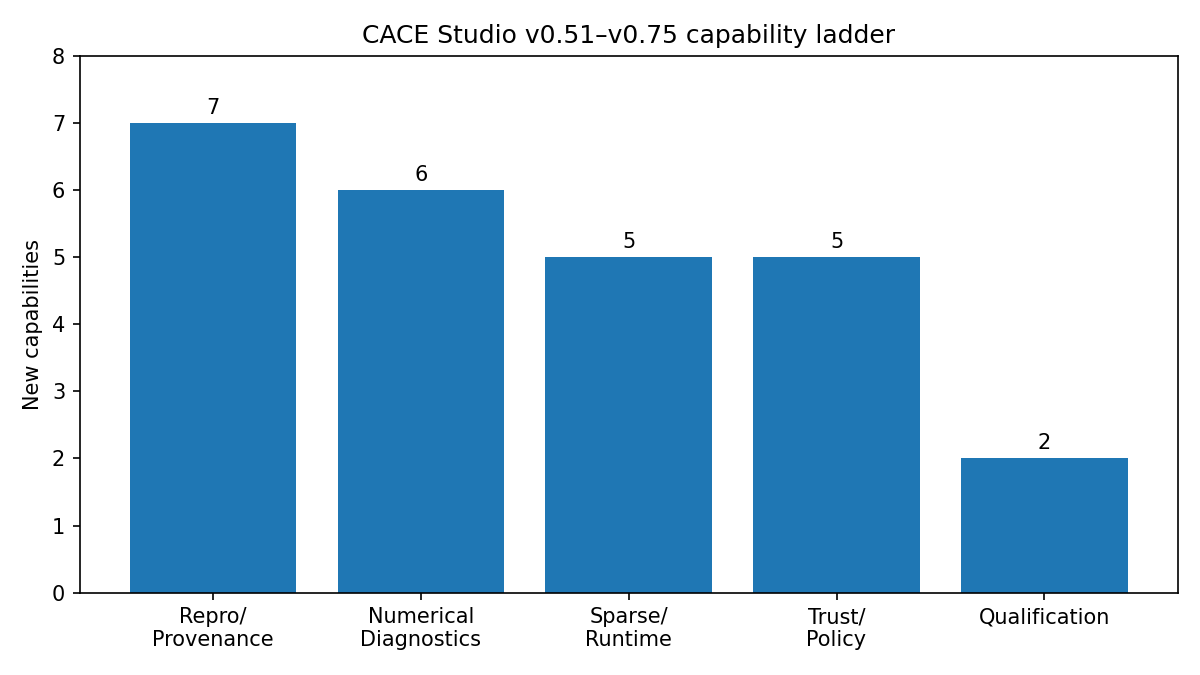 CACE Studio v0.51–v0.75 capability ladder
New capabilities
8
7
6
5
4
3
2
1
0
7
6
5
5
2
Repro/
Provenance
Numerical
Diagnostics
Sparse/
Runtime
Trust/
Policy
Qualification